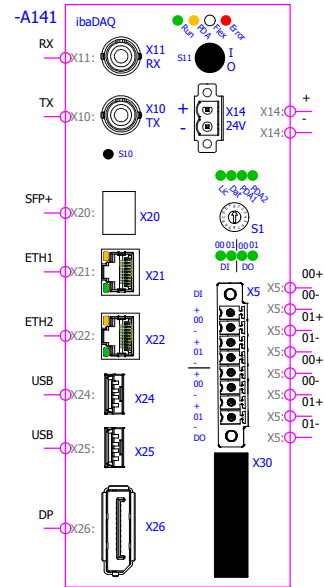 -A141
ibaDAQ
Run PDA Flex Error
RX
X11:
X11
RX
S11
I
O
TX
X10:
X10
TX
+
-
X14
24V
X14:
+
X14:
-
S10
Lic Dat PDA1 PDA2
SFP+
X20:
X20
S1
00 01 00 01
DI DO
ETH1
X21:
X21
DI
X5
X5:
00+
+
00
-
X5:
00-
+
01
-
X5:
01+
X5:
01-
ETH2
X22:
X22
+
00
-
X5:
00+
X5:
00-
USB
X24:
X24
+
01
-
X5:
01+
DO
X5:
01-
USB
X25:
X25
X30
DP
X26:
X26